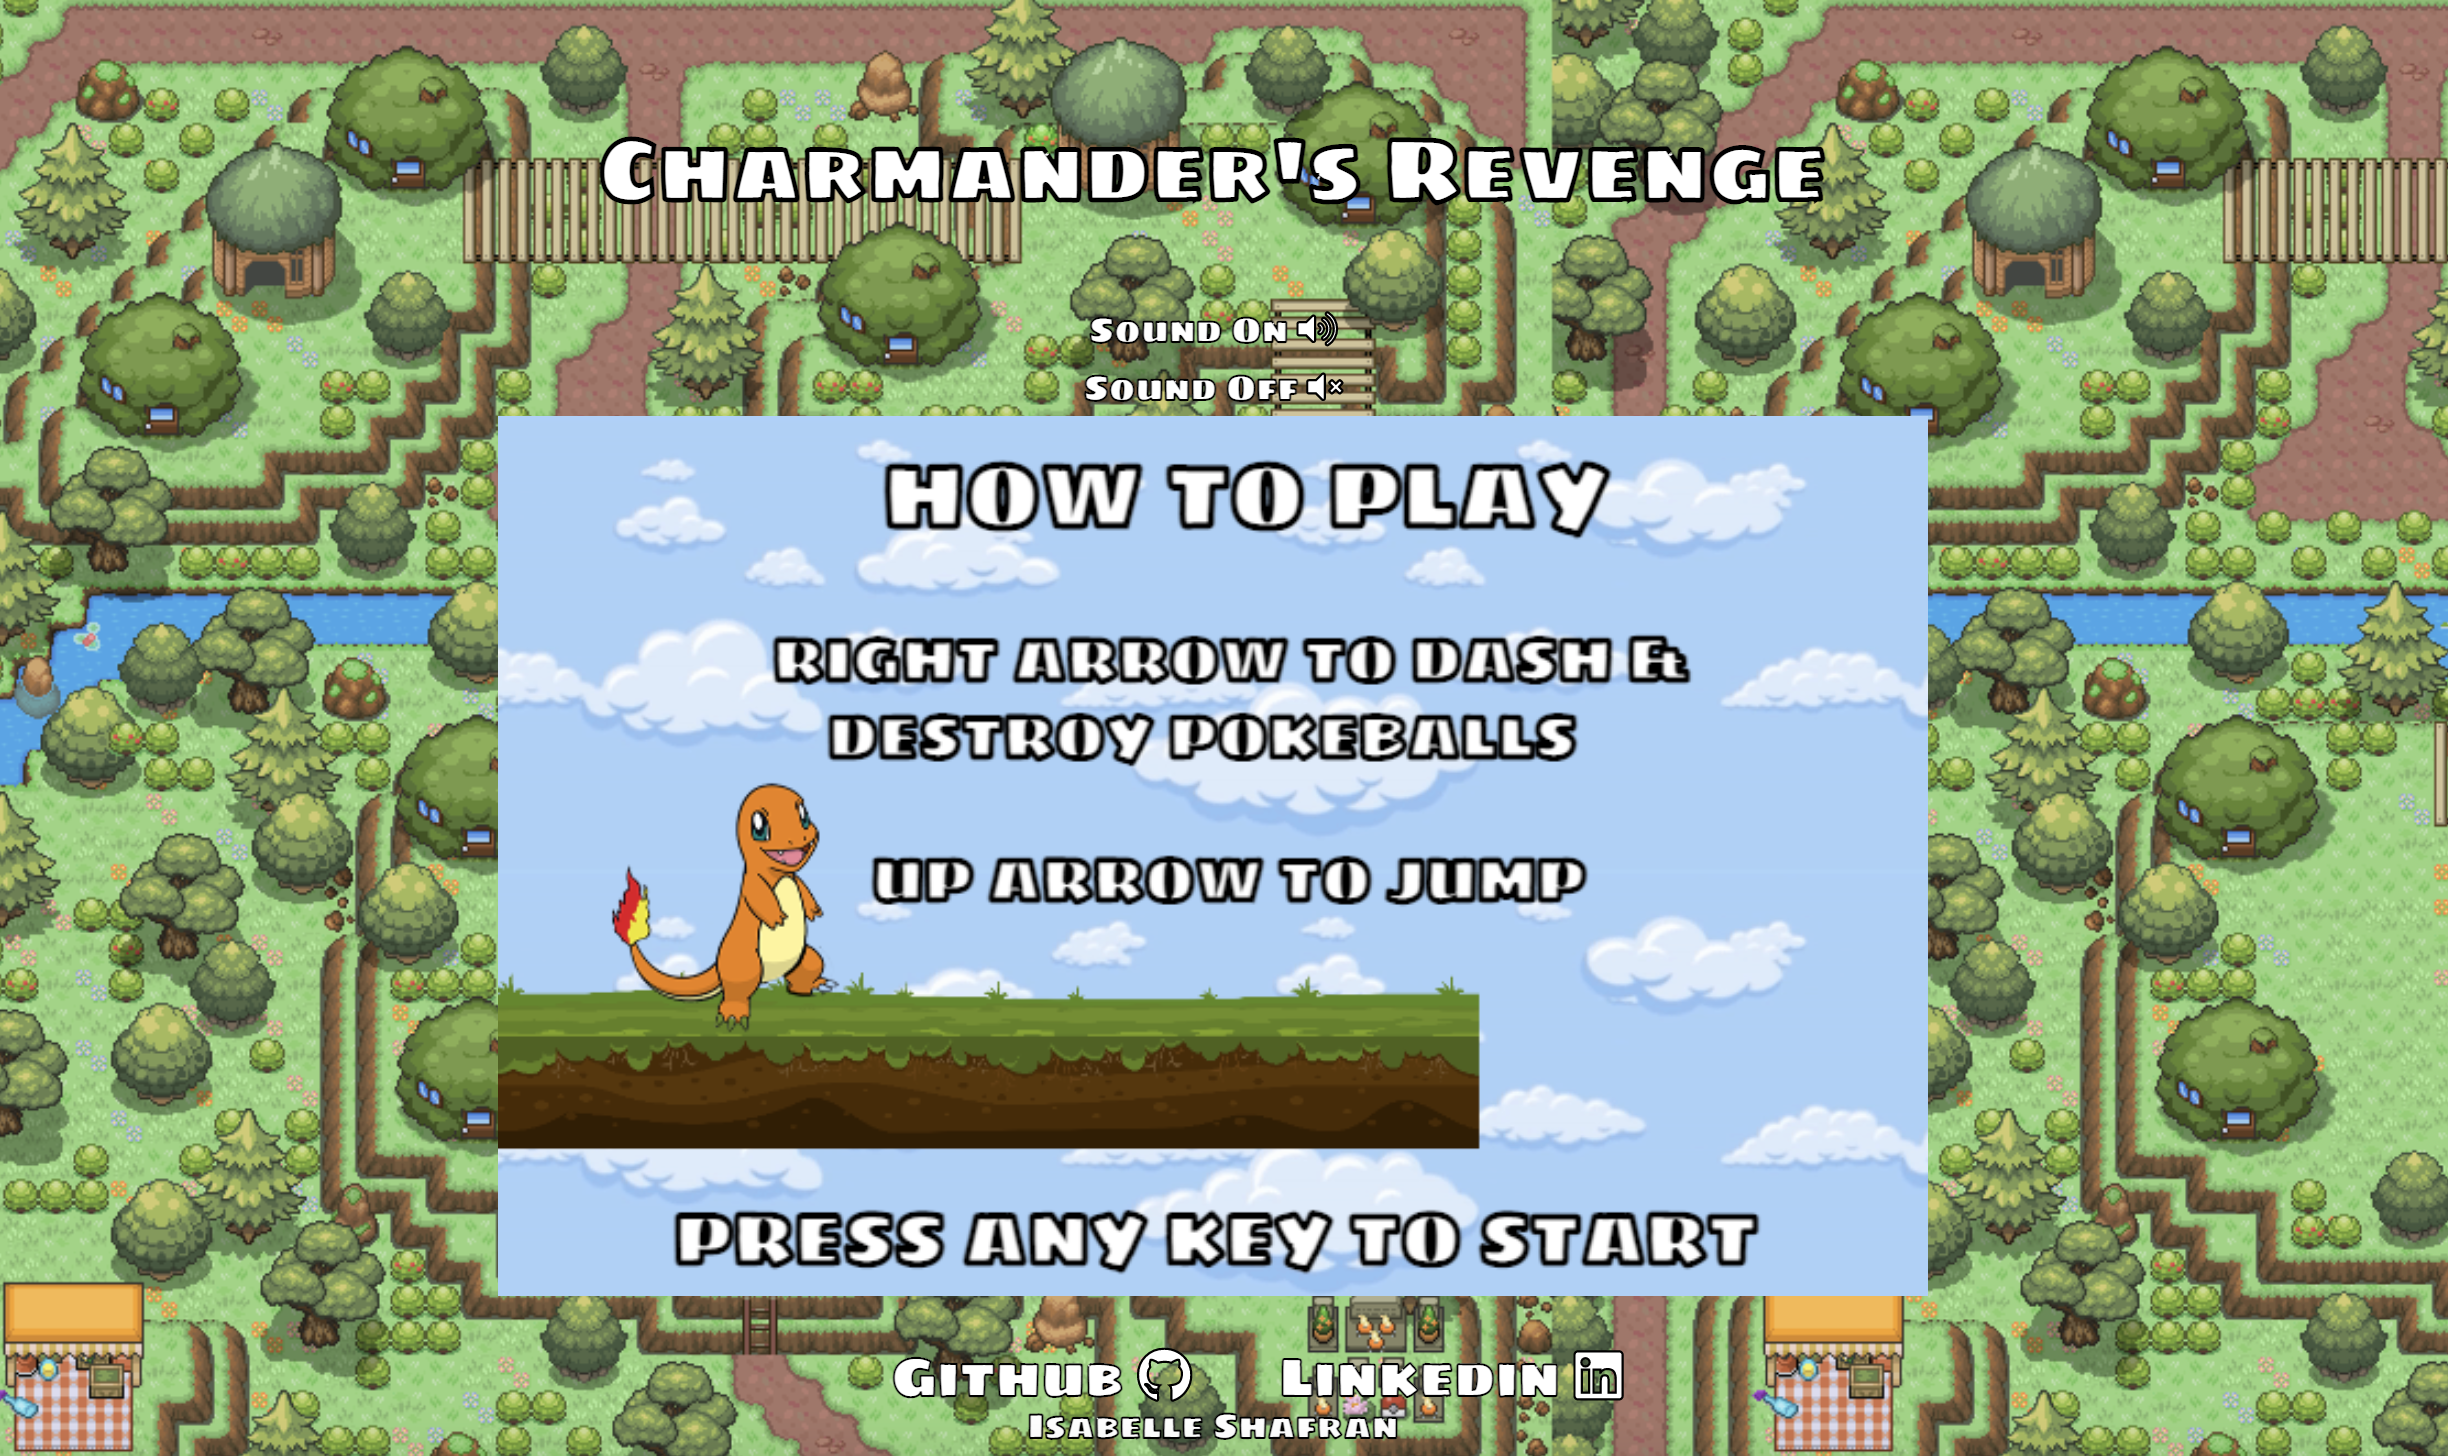 Charmander's Revenge
Sound On
Sound Off
HOW TO PLAY
RIGHT ARROW TO DASH &
DESTROY POKEBALLS
UP ARROW TO JUMP
PRESS ANY KEY TO START
Github Linkedin in
Isabelle Shafran